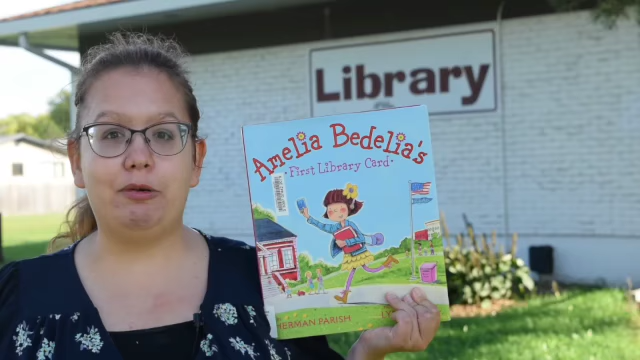 Library
Amelia Bedelia's
First Library Card
HERMAN PARISH